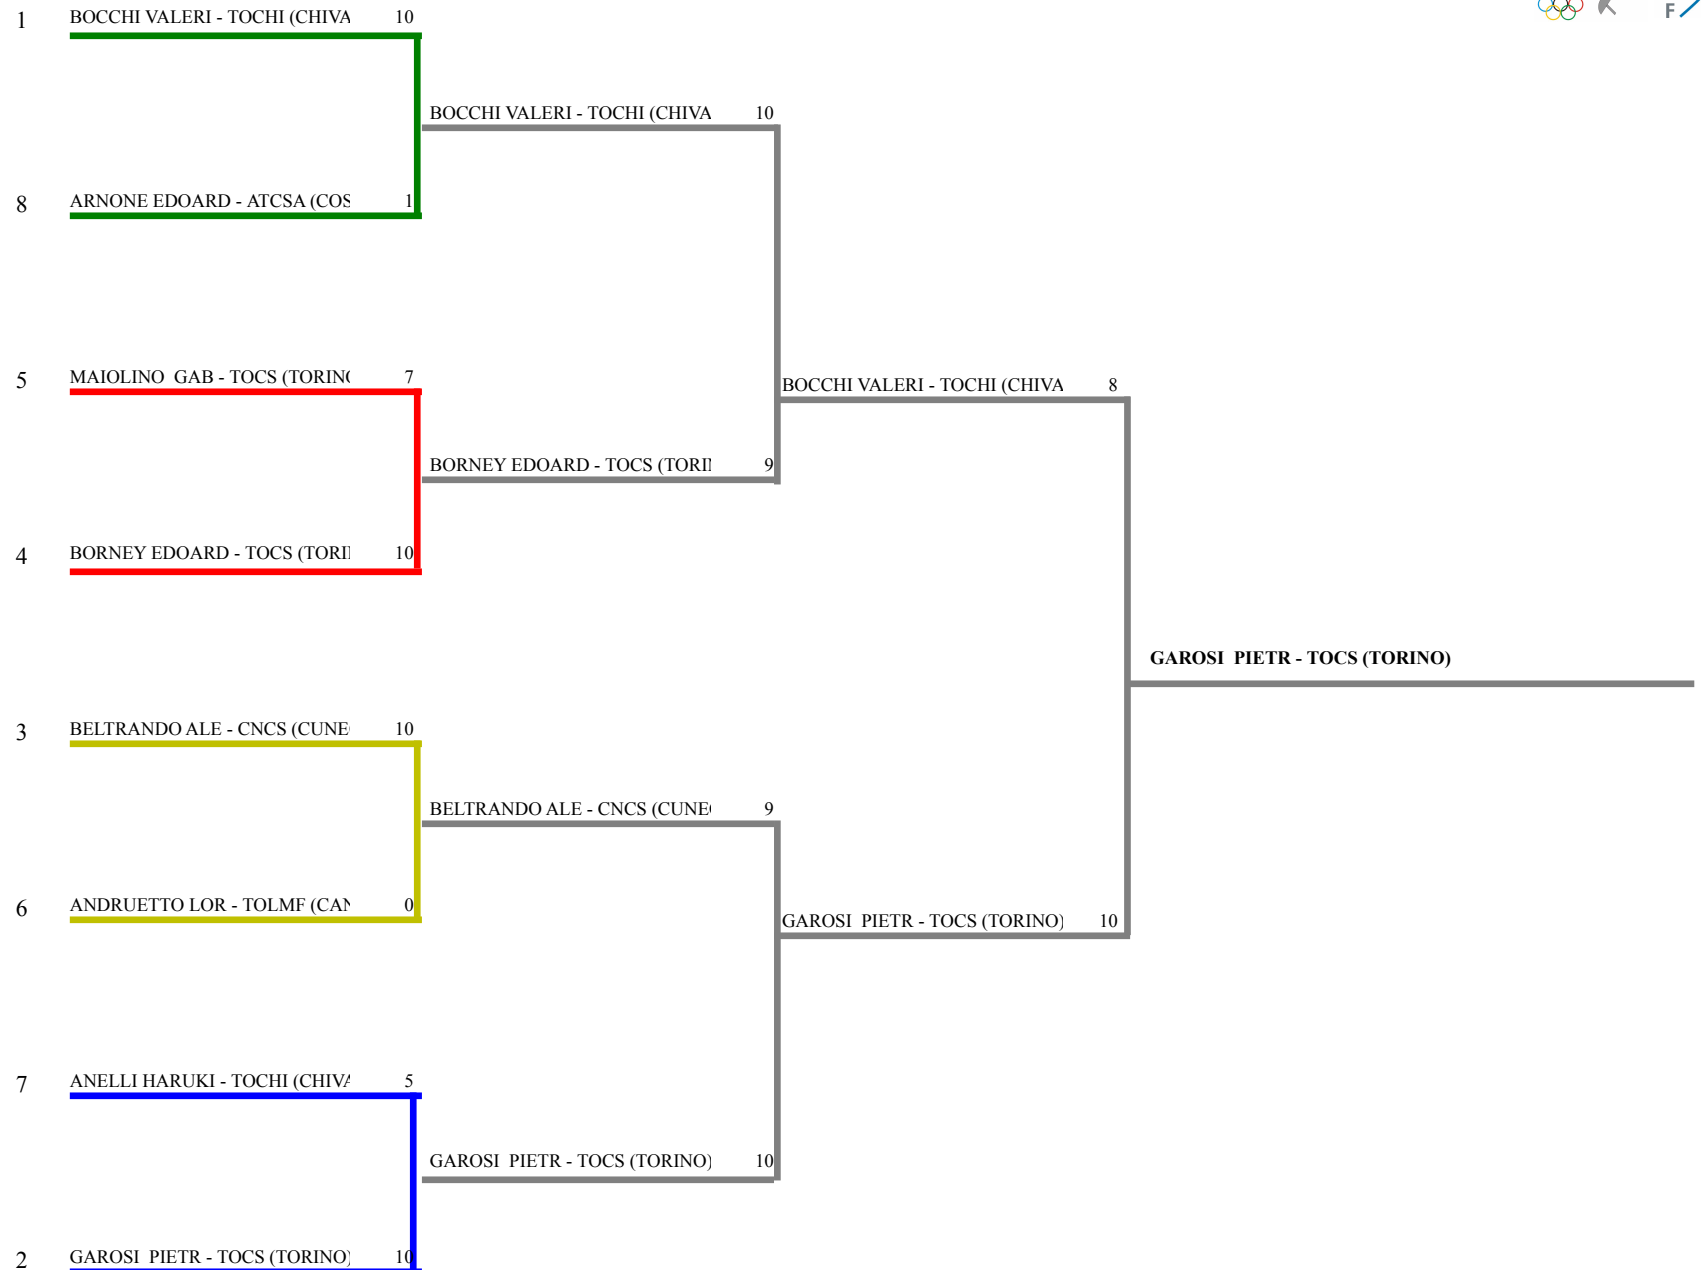 1 BOCCHI VALERI - TOCHI (CHIVA 10
BOCCHI VALERI - TOCHI (CHIVA 10
8 ARNONE EDOARD - ATCSA (COS 1
5 MAIOLINO  GAB - TOCS (TORINO 7
BOCCHI VALERI - TOCHI (CHIVA 8
BORNEY EDOARD - TOCS (TORI 9
4 BORNEY EDOARD - TOCS (TORI 10
GAROSI  PIETR - TOCS (TORINO)
3 BELTRANDO ALE - CNCS (CUNE 10
BELTRANDO ALE - CNCS (CUNE 9
6 ANDRUETTO LOR - TOLMF (CAN 0
GAROSI  PIETR - TOCS (TORINO) 10
7 ANELLI HARUKI - TOCHI (CHIVA 5
GAROSI  PIETR - TOCS (TORINO) 10
2 GAROSI  PIETR - TOCS (TORINO) 10
F